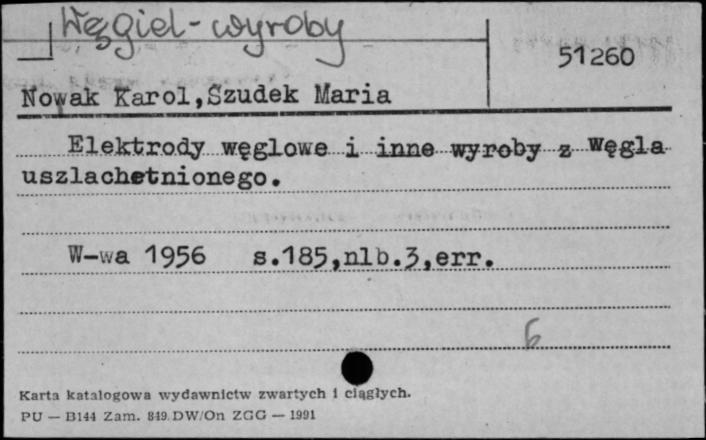 Węgiel - wyroby
51260
Nowak Karol,Szudek Maria
Elektrody węglowe i inne wyroby z węgla
uszlachetnionego.
W-wa 1956 s.185,nlb.3,err.
6
Karta katalogowa wydawnictw zwartych i ciągłych.
PU — B144 Zam. 849 DW/On ZGG — 1991